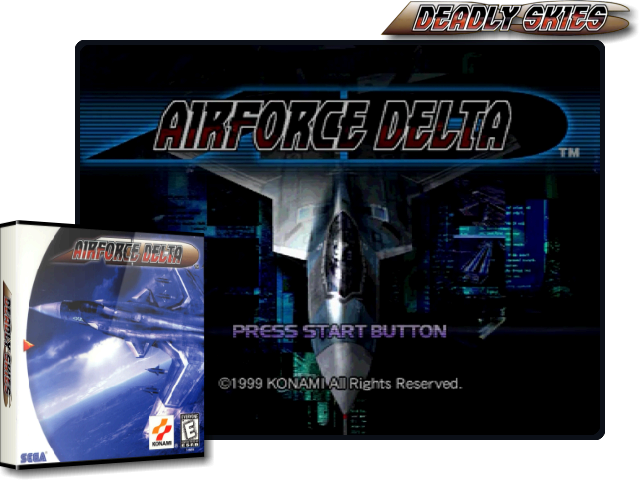 DEADLY SKIES
AIRFORCE DELTA
TM
PRESS START BUTTON
©1999 KONAMI All Rights Reserved.
AIRFORCE DELTA
DEADLY SKIES
KONAMI
EVERYONE
E
ESRB
SEGA